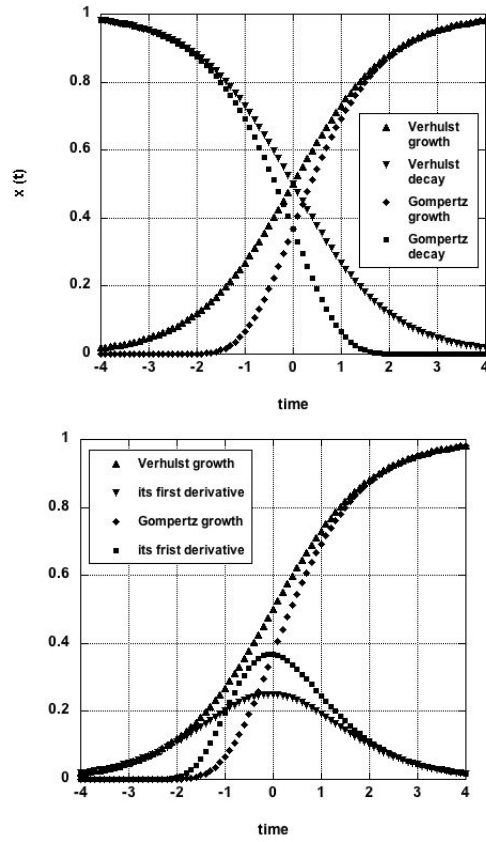 1
0.8
0.6
0.4
0.2
0
x (t)
Verhulst
growth
Verhulst
decay
Gompertz
growth
Gompertz
decay
-4 -3 -2 -1 0 1 2 3 4
time
1
0.8
0.6
0.4
0.2
0
Verhulst growth
its first derivative
Gompertz growth
its frist derivative
-4 -3 -2 -1 0 1 2 3 4
time